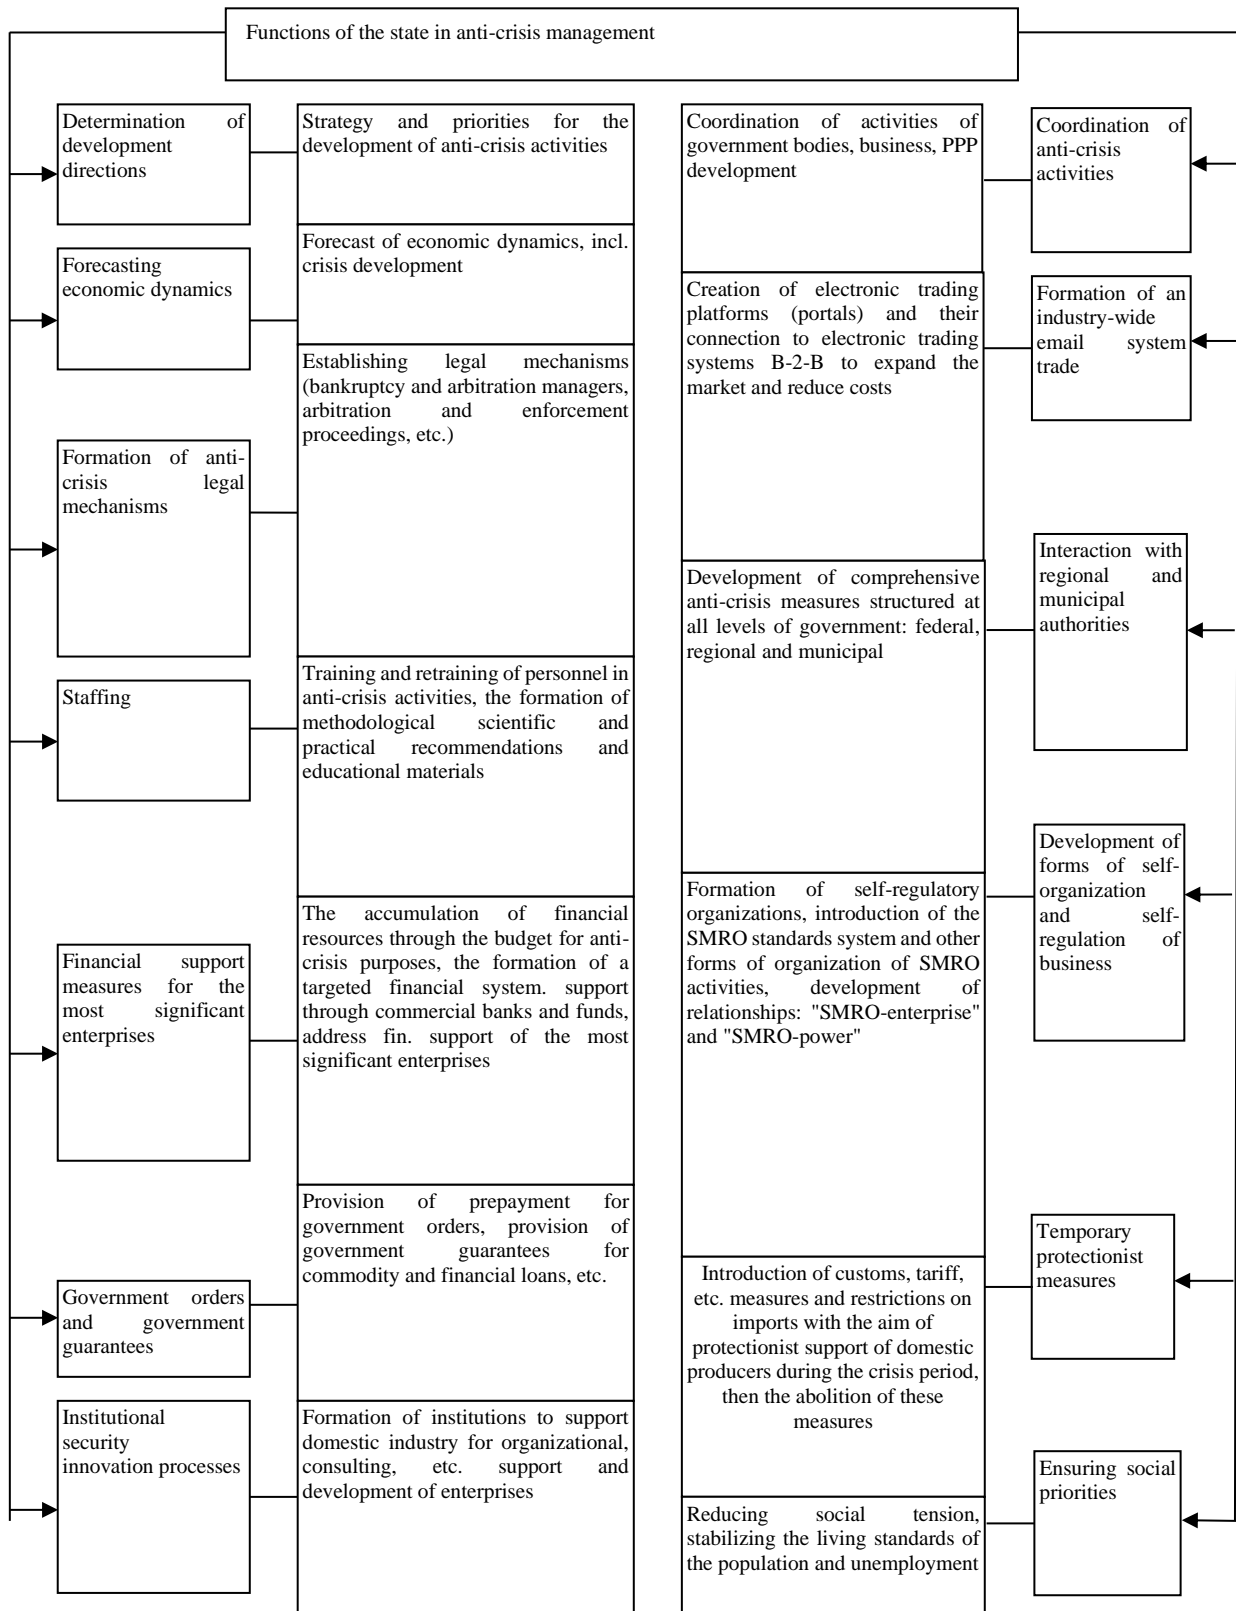 Functions of the state in anti-crisis management
Determination of
development
directions
Strategy and priorities for the
development of anti-crisis activities
Forecasting
economic dynamics
Forecast of economic dynamics, incl.
crisis development
Formation of anti-
crisis legal
mechanisms
Establishing legal mechanisms
(bankruptcy and arbitration managers,
arbitration and enforcement
proceedings, etc.)
Staffing
Training and retraining of personnel in
anti-crisis activities, the formation of
methodological scientific and
practical recommendations and
educational materials
Financial support
measures for the
most significant
enterprises
The accumulation of financial
resources through the budget for anti-
crisis purposes, the formation of a
targeted financial system. support
through commercial banks and funds,
address fin. support of the most
significant enterprises
Government orders
and government
guarantees
Provision of prepayment for
government orders, provision of
government guarantees for
commodity and financial loans, etc.
Institutional
security
innovation processes
Formation of institutions to support
domestic industry for organizational,
consulting, etc. support and
development of enterprises
Coordination of activities of
government bodies, business, PPP
development
Coordination of
anti-crisis
activities
Creation of electronic trading
platforms (portals) and their
connection to electronic trading
systems B-2-B to expand the
market and reduce costs
Formation of an
industry-wide
email system
trade
Development of comprehensive
anti-crisis measures structured at
all levels of government: federal,
regional and municipal
Interaction with
regional and
municipal
authorities
Formation of self-regulatory
organizations, introduction of the
SMRO standards system and other
forms of organization of SMRO
activities, development of
relationships: "SMRO-enterprise"
and "SMRO-power"
Development of
forms of self-
organization
and self-
regulation of
business
Introduction of customs, tariff,
etc. measures and restrictions on
imports with the aim of
protectionist support of domestic
producers during the crisis period,
then the abolition of these
measures
Temporary
protectionist
measures
Reducing social tension,
stabilizing the living standards of
the population and unemployment
Ensuring social
priorities